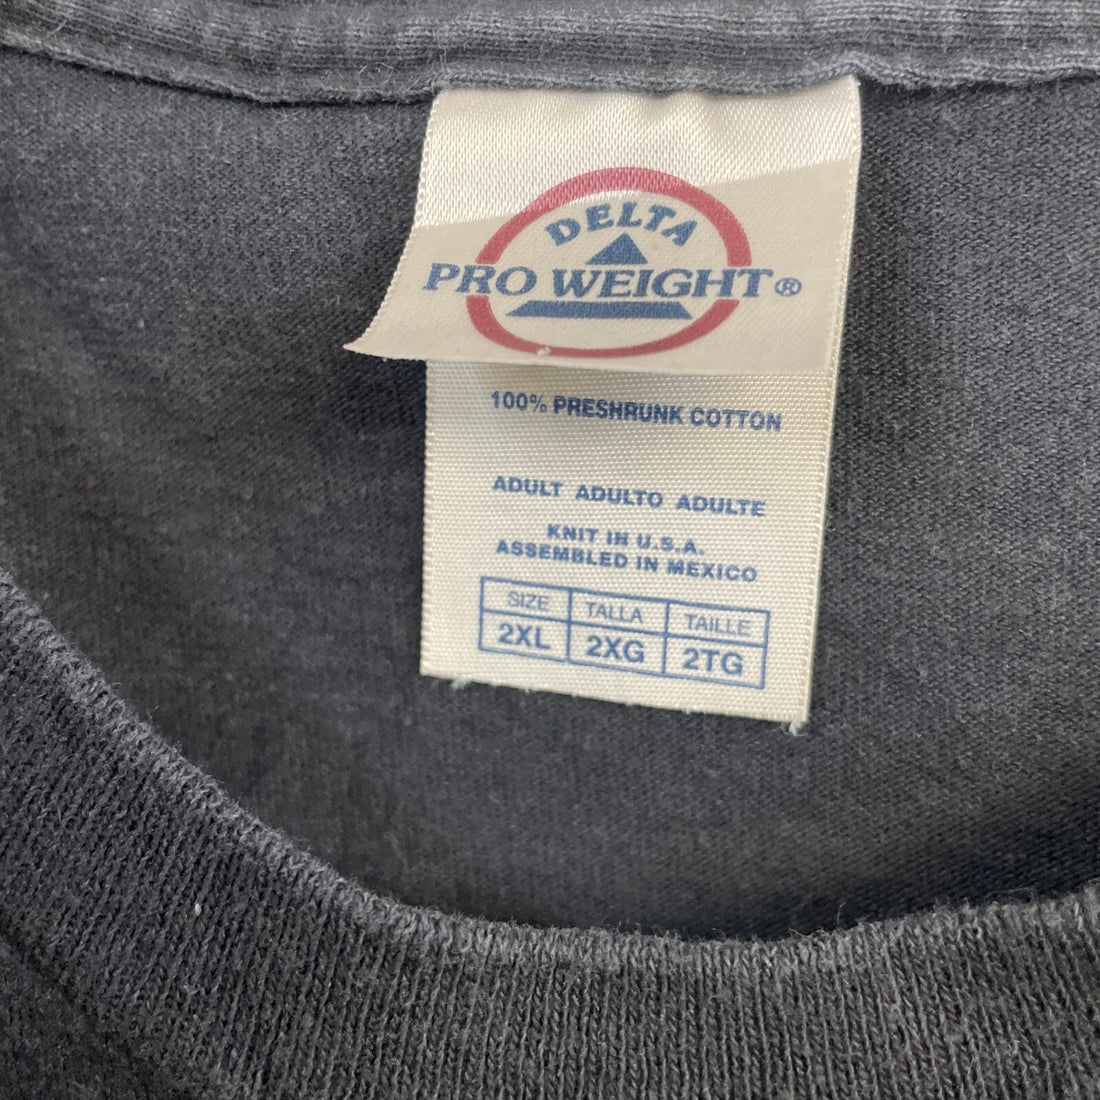 DELTA
PRO WEIGHT®
100% PRESHRUNK COTTON
ADULT ADULTO ADULTE
KNIT IN U.S.A.
ASSEMBLED IN MEXICO
SIZE TALLA TAILLE
2XL 2XG 2TG